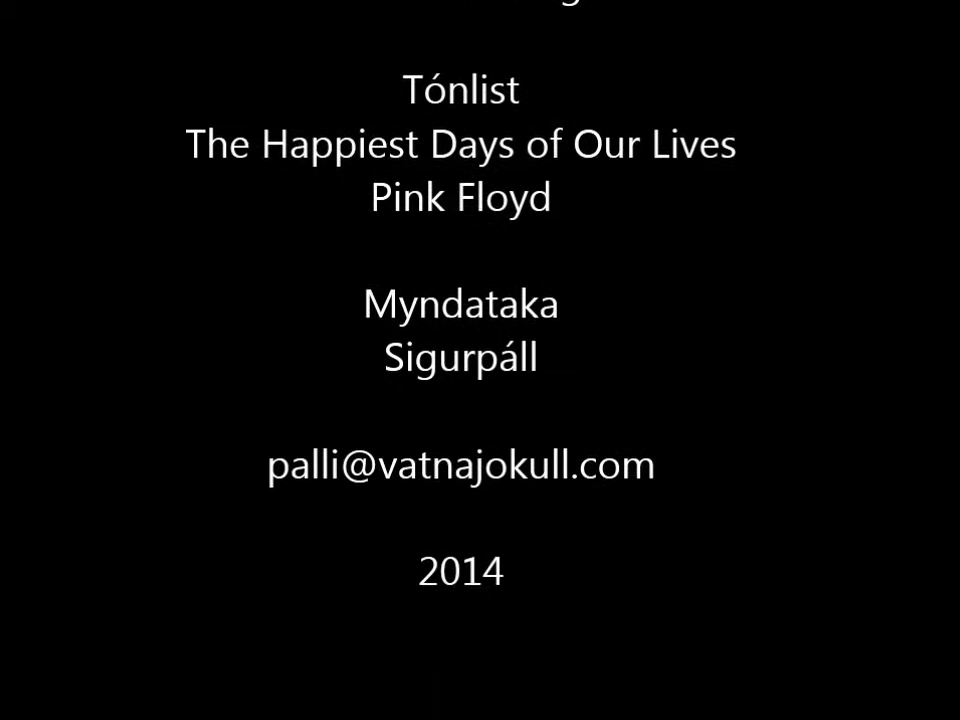 Tónlist
The Happiest Days of Our Lives
Pink Floyd
Myndataka
Sigurpáll
palli@vatnajokull.com
2014